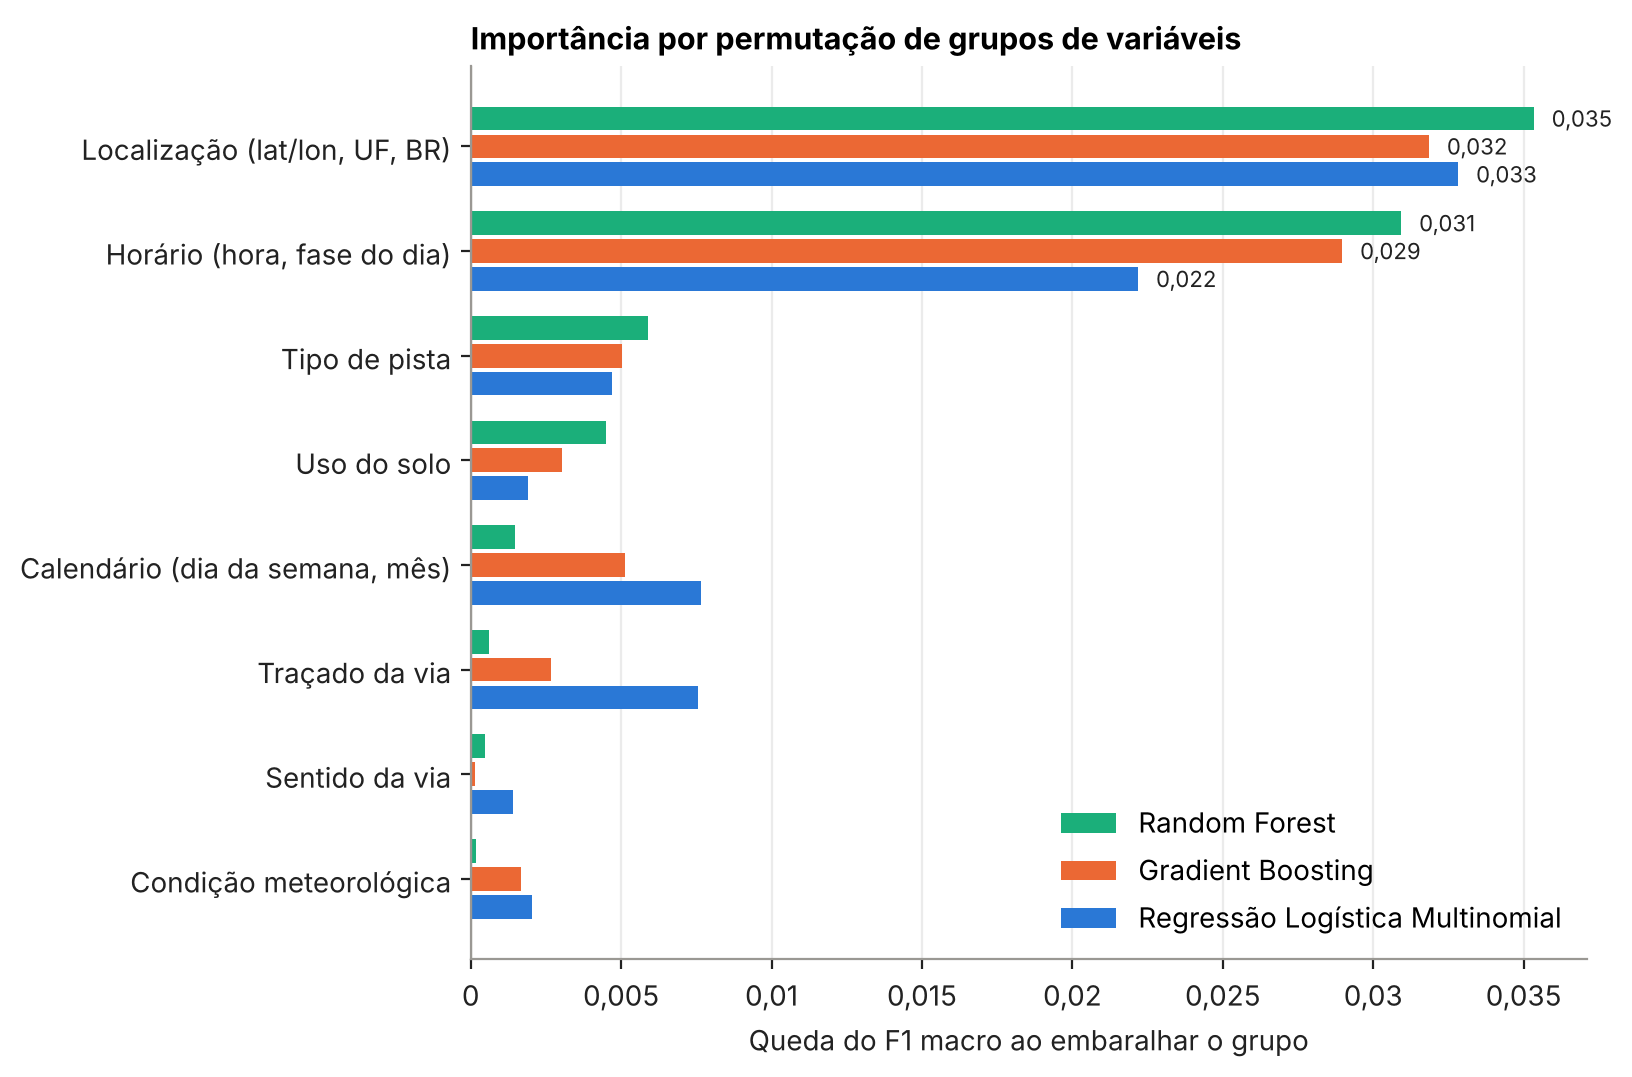 Importância por permutação de grupos de variáveis
Localização (lat/lon, UF, BR)
0,035
0,032
0,033
Horário (hora, fase do dia)
0,031
0,029
0,022
Tipo de pista
Uso do solo
Calendário (dia da semana, mês)
Traçado da via
Sentido da via
Condição meteorológica
Random Forest
Gradient Boosting
Regressão Logística Multinomial
0 0,005 0,01 0,015 0,02 0,025 0,03 0,035
Queda do F1 macro ao embaralhar o grupo